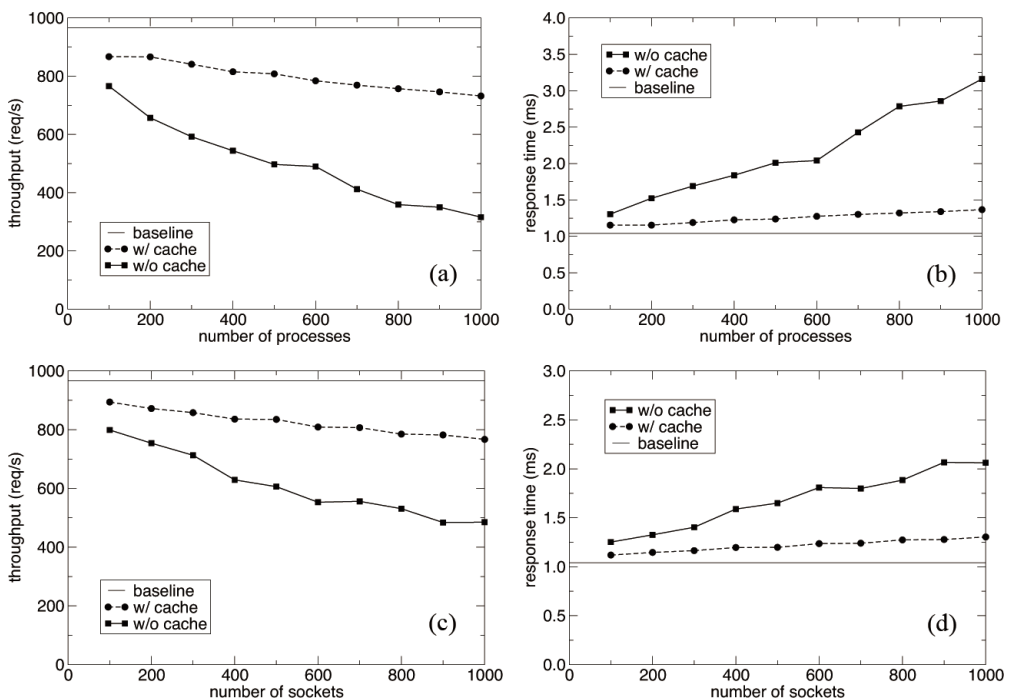 1000
800
600
400
200
0
throughput (req/s)
baseline
w/ cache
w/o cache
(a)
0 200 400 600 800 1000
number of processes
4.0
3.5
3.0
2.5
2.0
1.5
1.0
0.5
0.0
response time (ms)
w/o cache
w/ cache
baseline
(b)
0 200 400 600 800 1000
number of processes
1000
800
600
400
200
0
throughput (req/s)
baseline
w/ cache
w/o cache
(c)
0 200 400 600 800 1000
number of sockets
3.0
2.5
2.0
1.5
1.0
0.5
0.0
response time (ms)
w/o cache
w/ cache
baseline
(d)
0 200 400 600 800 1000
number of sockets